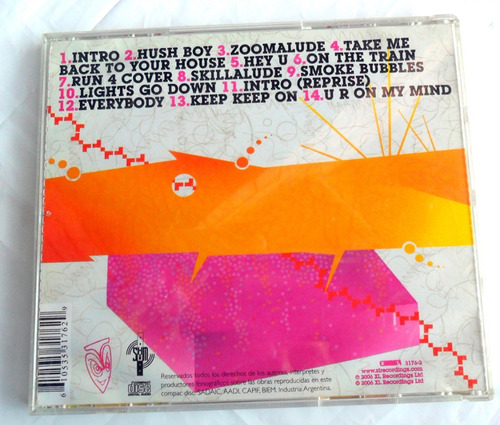 1.INTRO 2.HUSH BOY 3.ZOOMALUDE 4.TAKE ME
BACK TO YOUR HOUSE 5.HEY U 6.ON THE TRAIN
7.RUN 4 COVER 8.SKILLALUDE 9.SMOKE BUBBLES
10.LIGHTS GO DOWN 11.INTRO (REPRISE)
12.EVERYBODY 13.KEEP KEEP ON 14.U R ON MY MIND
Reservados todos los derechos de los autores, intérpretes y
productores fonográficos sobre las obras reproducidas en este
compac disc. SADAIC, AADI, CAPIF, BIEM. Industria Argentina.
3176-2
www.xlrecordings.com
℗ 2006 XL Recordings Ltd
© 2006 XL Recordings Ltd